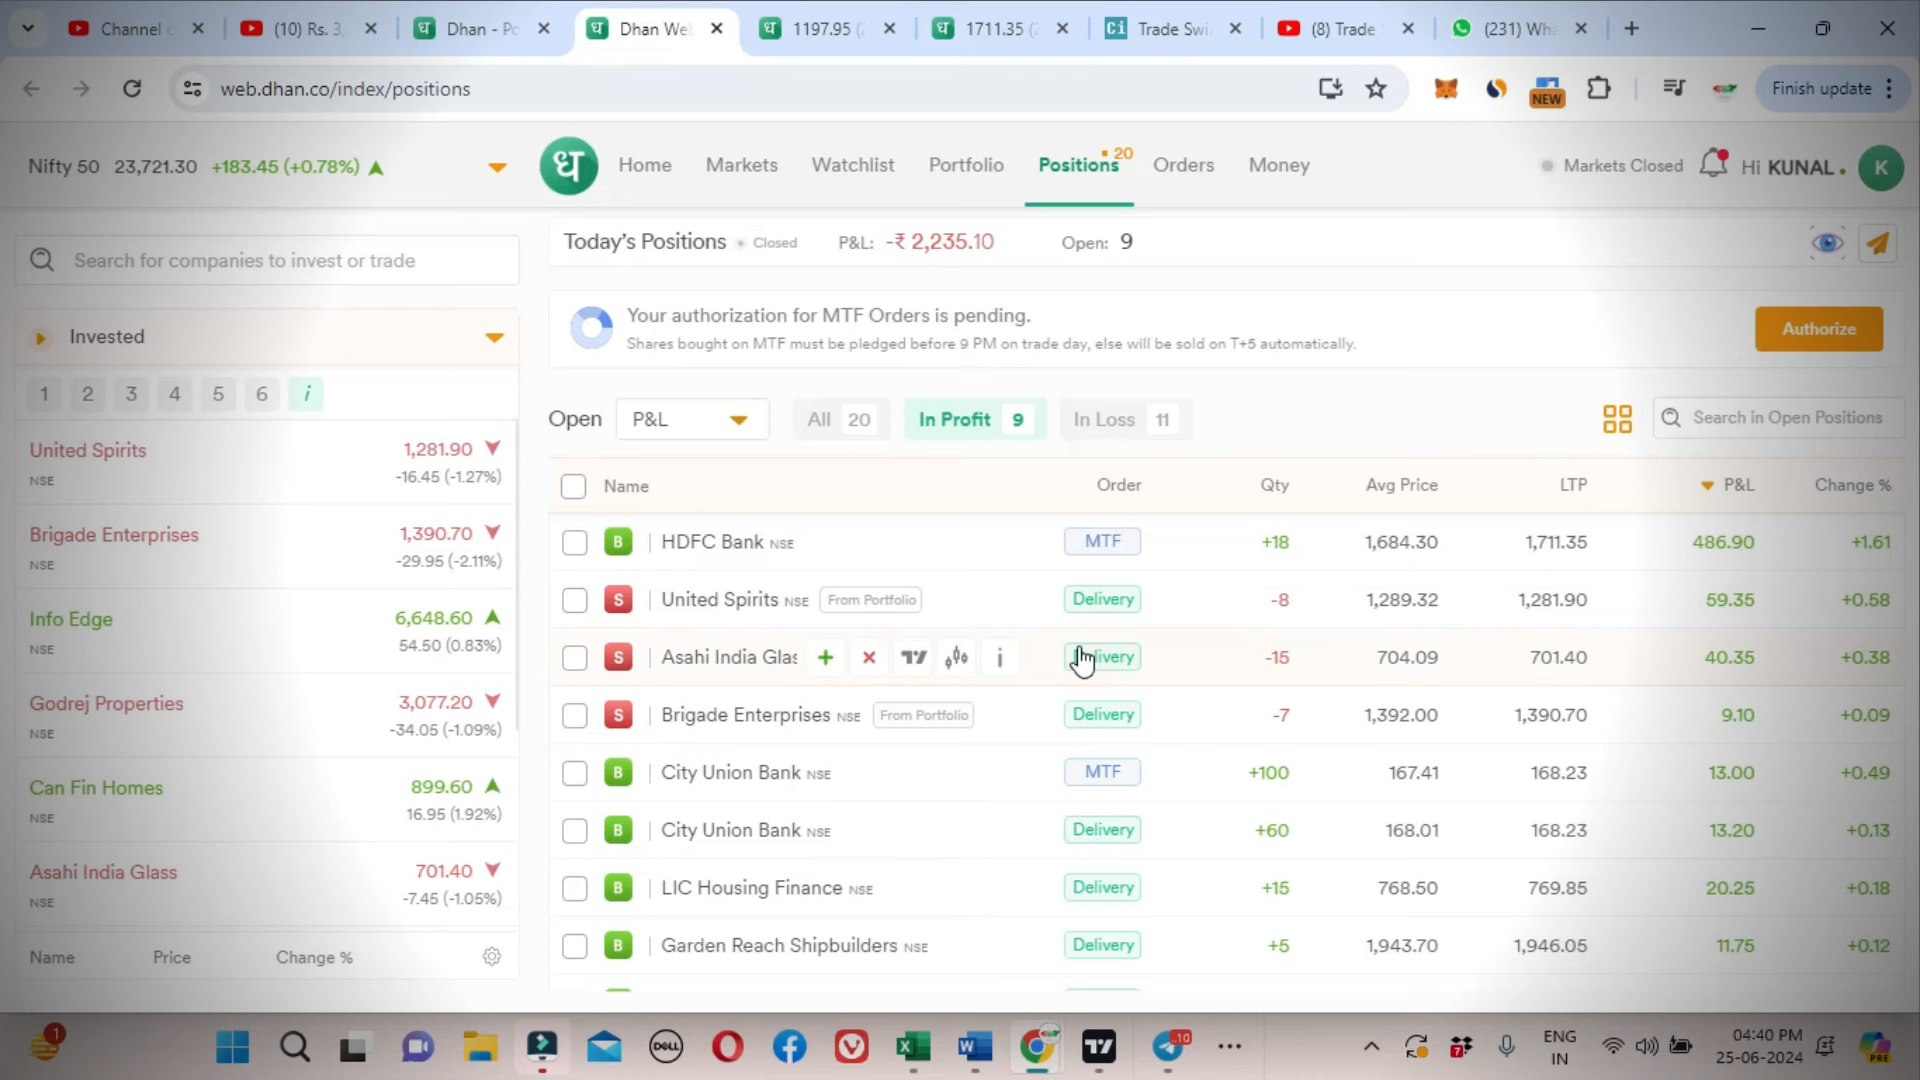 Channel c
(10) Rs. 3
Dhan - Po
Dhan Web
1197.95 (
1711.35 (
Ci
Trade Swi
(8) Trade
(231) Wha
web.dhan.co/index/positions
NEW
Finish update
Nifty 50 23,721.30 +183.45 (+0.78%)
ध
Home
Markets
Watchlist
Portfolio
Positions
20
Orders
Money
Markets Closed
Hi KUNAL
K
Search for companies to invest or trade
Today's Positions Closed P&L: -₹ 2,235.10 Open: 9
Your authorization for MTF Orders is pending.
Shares bought on MTF must be pledged before 9 PM on trade day, else will be sold on T+5 automatically.
Authorize
Invested
1 2 3 4 5 6 i
United Spirits 1,281.90
NSE -16.45 (-1.27%)
Brigade Enterprises 1,390.70
NSE -29.95 (-2.11%)
Info Edge 6,648.60
NSE 54.50 (0.83%)
Godrej Properties 3,077.20
NSE -34.05 (-1.09%)
Can Fin Homes 899.60
NSE 16.95 (1.92%)
Asahi India Glass 701.40
NSE -7.45 (-1.05%)
Name Price Change %
Open P&L All 20 In Profit 9 In Loss 11
Search in Open Positions
Name Order Qty Avg Price LTP P&L Change %
B HDFC Bank NSE MTF +18 1,684.30 1,711.35 486.90 +1.61
S United Spirits NSE From Portfolio Delivery -8 1,289.32 1,281.90 59.35 +0.58
S Asahi India Glas Delivery -15 704.09 701.40 40.35 +0.38
S Brigade Enterprises NSE From Portfolio Delivery -7 1,392.00 1,390.70 9.10 +0.09
B City Union Bank NSE MTF +100 167.41 168.23 13.00 +0.49
B City Union Bank NSE Delivery +60 168.01 168.23 13.20 +0.13
B LIC Housing Finance NSE Delivery +15 768.50 769.85 20.25 +0.18
B Garden Reach Shipbuilders NSE Delivery +5 1,943.70 1,946.05 11.75 +0.12
1
DELL
10
7
ENG
IN
04:40 PM
25-06-2024
PRE